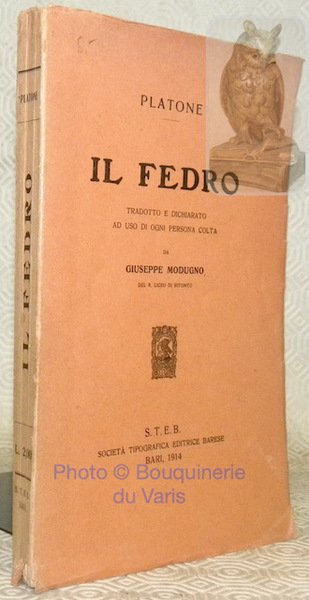 PLATONE
IL FEDRO
TRADOTTO E DICHIARATO
AD USO DI OGNI PERSONA COLTA
DA
GIUSEPPE MODUGNO
DEL R. LICEO DI BITONTO
S. T. E. B.
SOCIETÀ TIPOGRAFICA EDITRICE BARESE
BARI, 1914
Photo © Bouquinerie
du Varis
PLATONE
IL FEDRO
S. T. E. B.